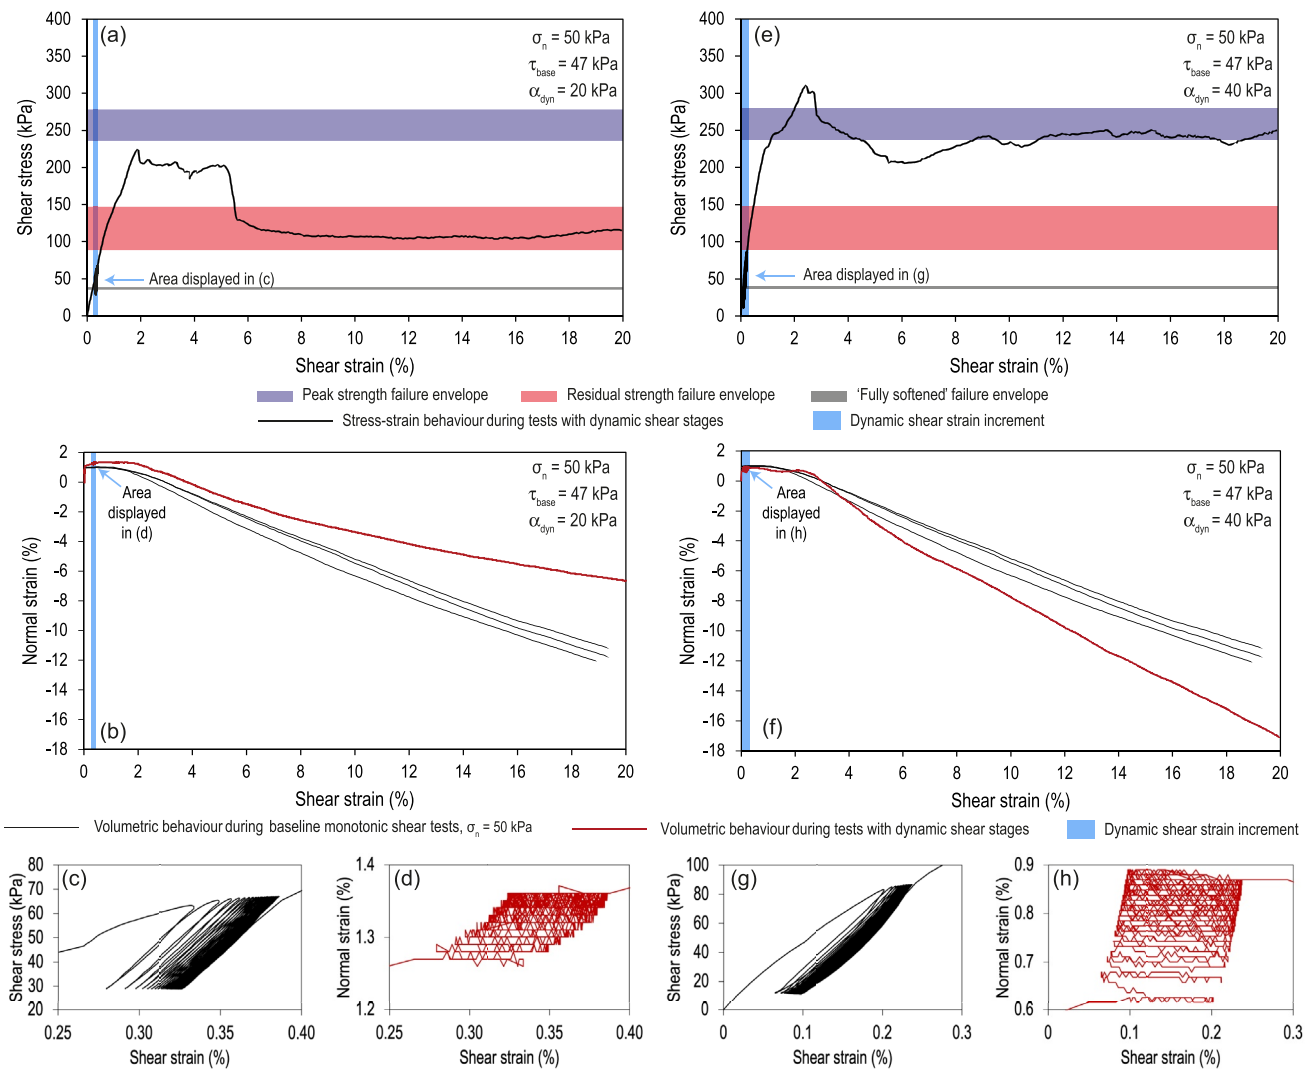 (a)
σn = 50 kPa
τbase = 47 kPa
αdyn = 20 kPa
Shear stress (kPa)
400
350
300
250
200
150
100
50
0
Area displayed in (c)
0 2 4 6 8 10 12 14 16 18 20
Shear strain (%)
(e)
σn = 50 kPa
τbase = 47 kPa
αdyn = 40 kPa
Shear stress (kPa)
400
350
300
250
200
150
100
50
0
Area displayed in (g)
0 2 4 6 8 10 12 14 16 18 20
Shear strain (%)
Peak strength failure envelope
Residual strength failure envelope
‘Fully softened’ failure envelope
Stress-strain behaviour during tests with dynamic shear stages
Dynamic shear strain increment
Normal strain (%)
2
0
-2
-4
-6
-8
-10
-12
-14
-16
-18
σn = 50 kPa
τbase = 47 kPa
αdyn = 20 kPa
Area
displayed
in (d)
(b)
0 2 4 6 8 10 12 14 16 18 20
Shear strain (%)
Normal strain (%)
2
0
-2
-4
-6
-8
-10
-12
-14
-16
-18
σn = 50 kPa
τbase = 47 kPa
αdyn = 40 kPa
Area
displayed
in (h)
(f)
0 2 4 6 8 10 12 14 16 18 20
Shear strain (%)
Volumetric behaviour during baseline monotonic shear tests, σn = 50 kPa
Volumetric behaviour during tests with dynamic shear stages
Dynamic shear strain increment
(c)
Shear stress (kPa)
80
70
60
50
40
30
20
0.25 0.30 0.35 0.40
Shear strain (%)
(d)
Normal strain (%)
1.4
1.3
1.2
0.25 0.30 0.35 0.40
Shear strain (%)
(g)
Shear stress (kPa)
100
80
60
40
20
0
0 0.1 0.2 0.3
Shear strain (%)
(h)
Normal strain (%)
0.9
0.8
0.7
0.6
0 0.1 0.2 0.3
Shear strain (%)